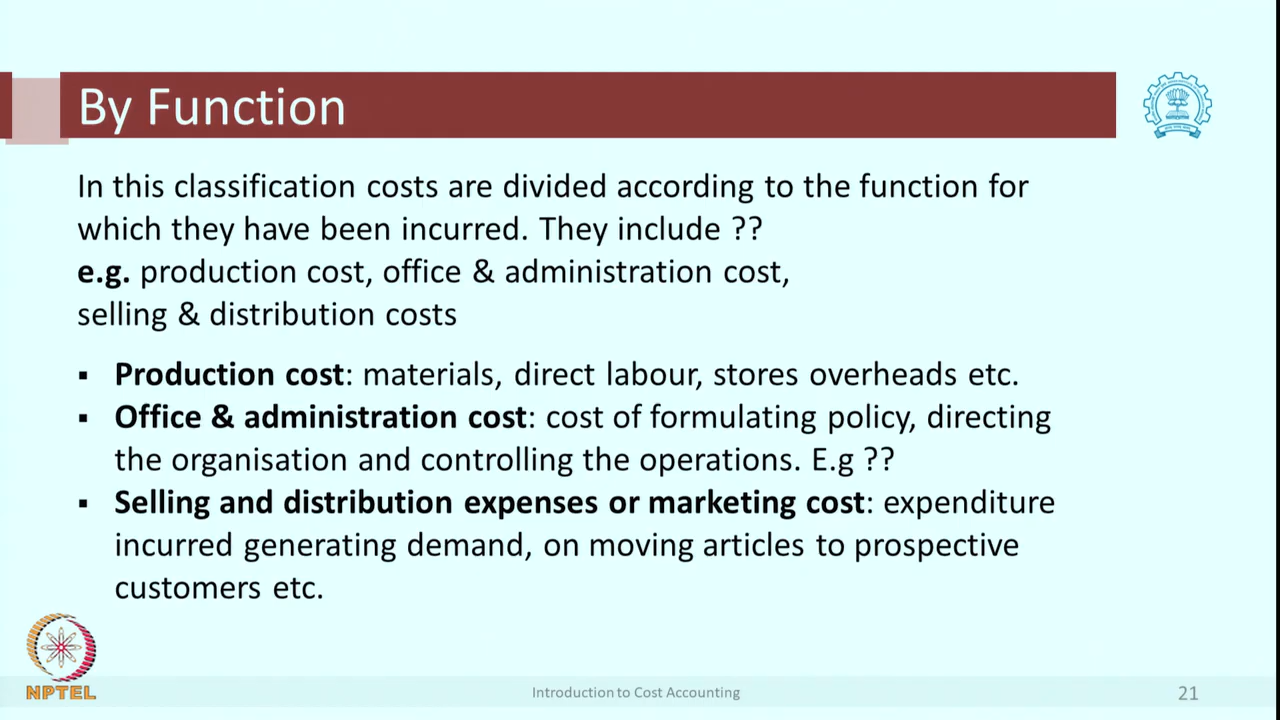 By Function
In this classification costs are divided according to the function for
which they have been incurred. They include ??
e.g. production cost, office & administration cost,
selling & distribution costs
▪ Production cost: materials, direct labour, stores overheads etc.
▪ Office & administration cost: cost of formulating policy, directing
the organisation and controlling the operations. E.g ??
▪ Selling and distribution expenses or marketing cost: expenditure
incurred generating demand, on moving articles to prospective
customers etc.
NPTEL
Introduction to Cost Accounting
21